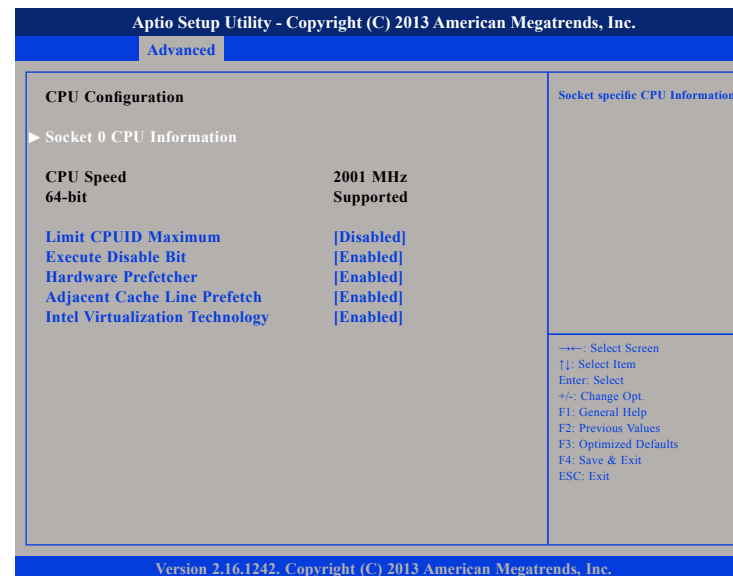 Aptio Setup Utility - Copyright (C) 2013 American Megatrends, Inc.
Advanced
CPU Configuration
► Socket 0 CPU Information
CPU Speed 2001 MHz
64-bit Supported
Limit CPUID Maximum [Disabled]
Execute Disable Bit [Enabled]
Hardware Prefetcher [Enabled]
Adjacent Cache Line Prefetch [Enabled]
Intel Virtualization Technology [Enabled]
Socket specific CPU Information
→←: Select Screen
↑↓: Select Item
Enter: Select
+/-: Change Opt.
F1: General Help
F2: Previous Values
F3: Optimized Defaults
F4: Save & Exit
ESC: Exit
Version 2.16.1242. Copyright (C) 2013 American Megatrends, Inc.